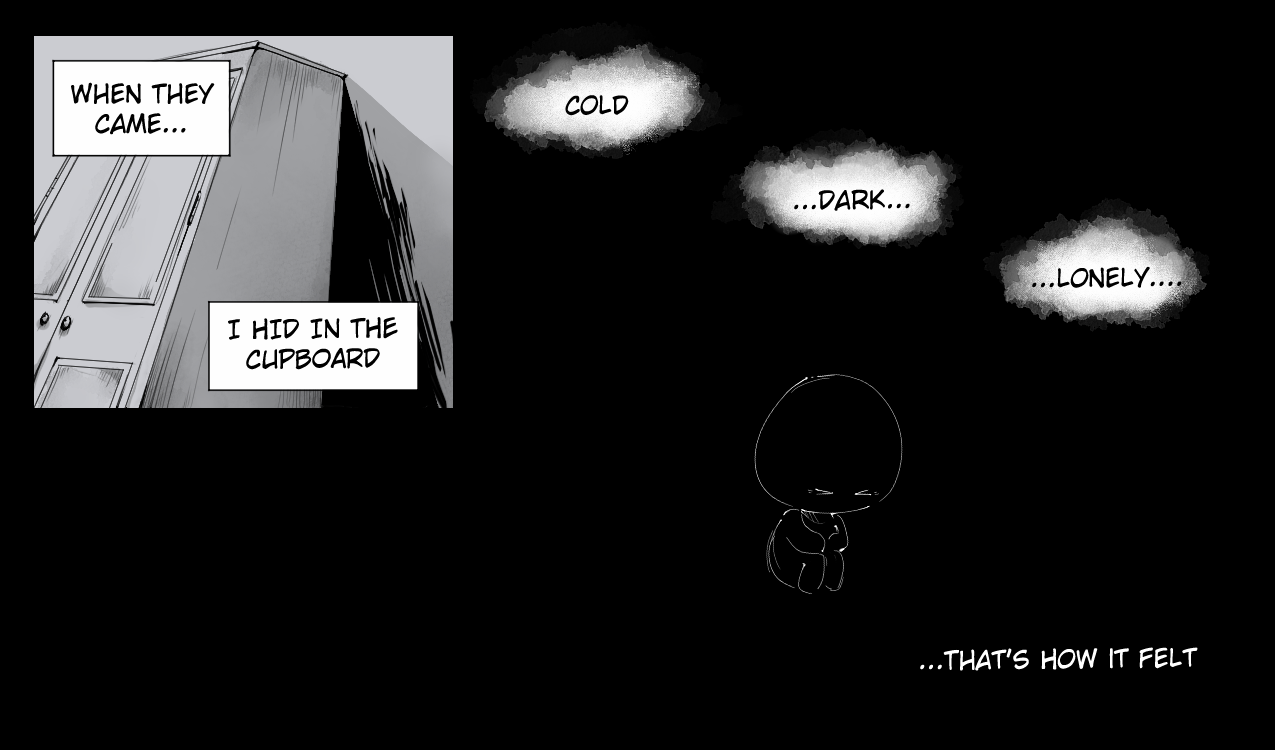 WHEN THEY
CAME...
I HID IN THE
CUPBOARD
COLD
...DARK...
...LONELY....
...THAT'S HOW IT FELT